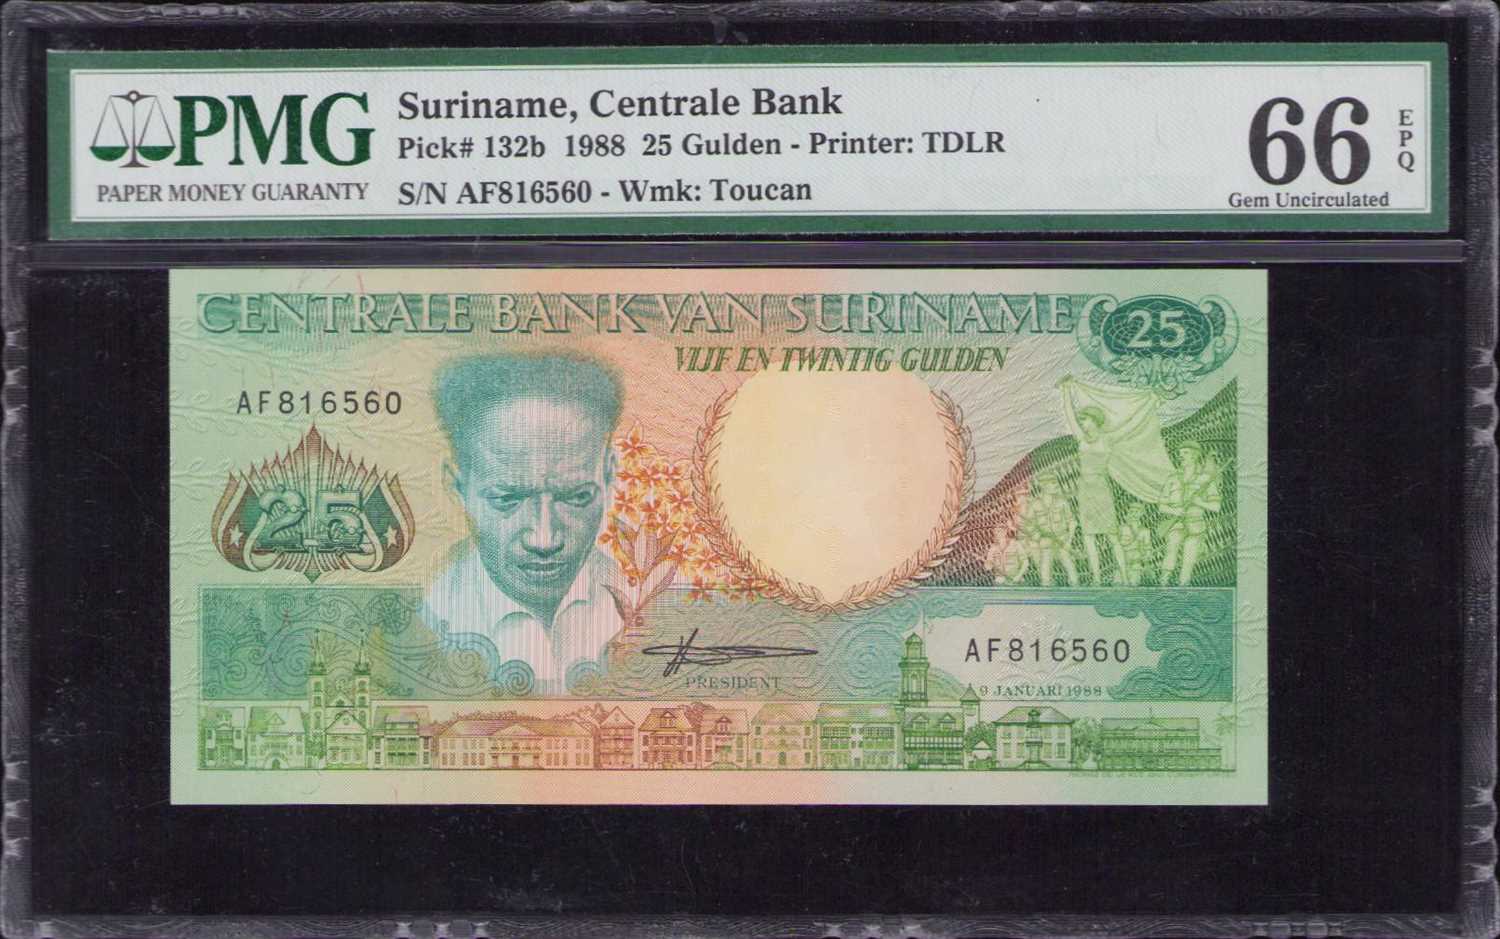 PMG
PAPER MONEY GUARANTY
Suriname, Centrale Bank
Pick# 132b 1988 25 Gulden - Printer: TDLR
S/N AF816560 - Wmk: Toucan
66
EPQ
Gem Uncirculated
CENTRALE BANK VAN SURINAME
25
VIJF EN TWINTIG GULDEN
AF816560
25
AF816560
PRESIDENT
9 JANUARI 1988